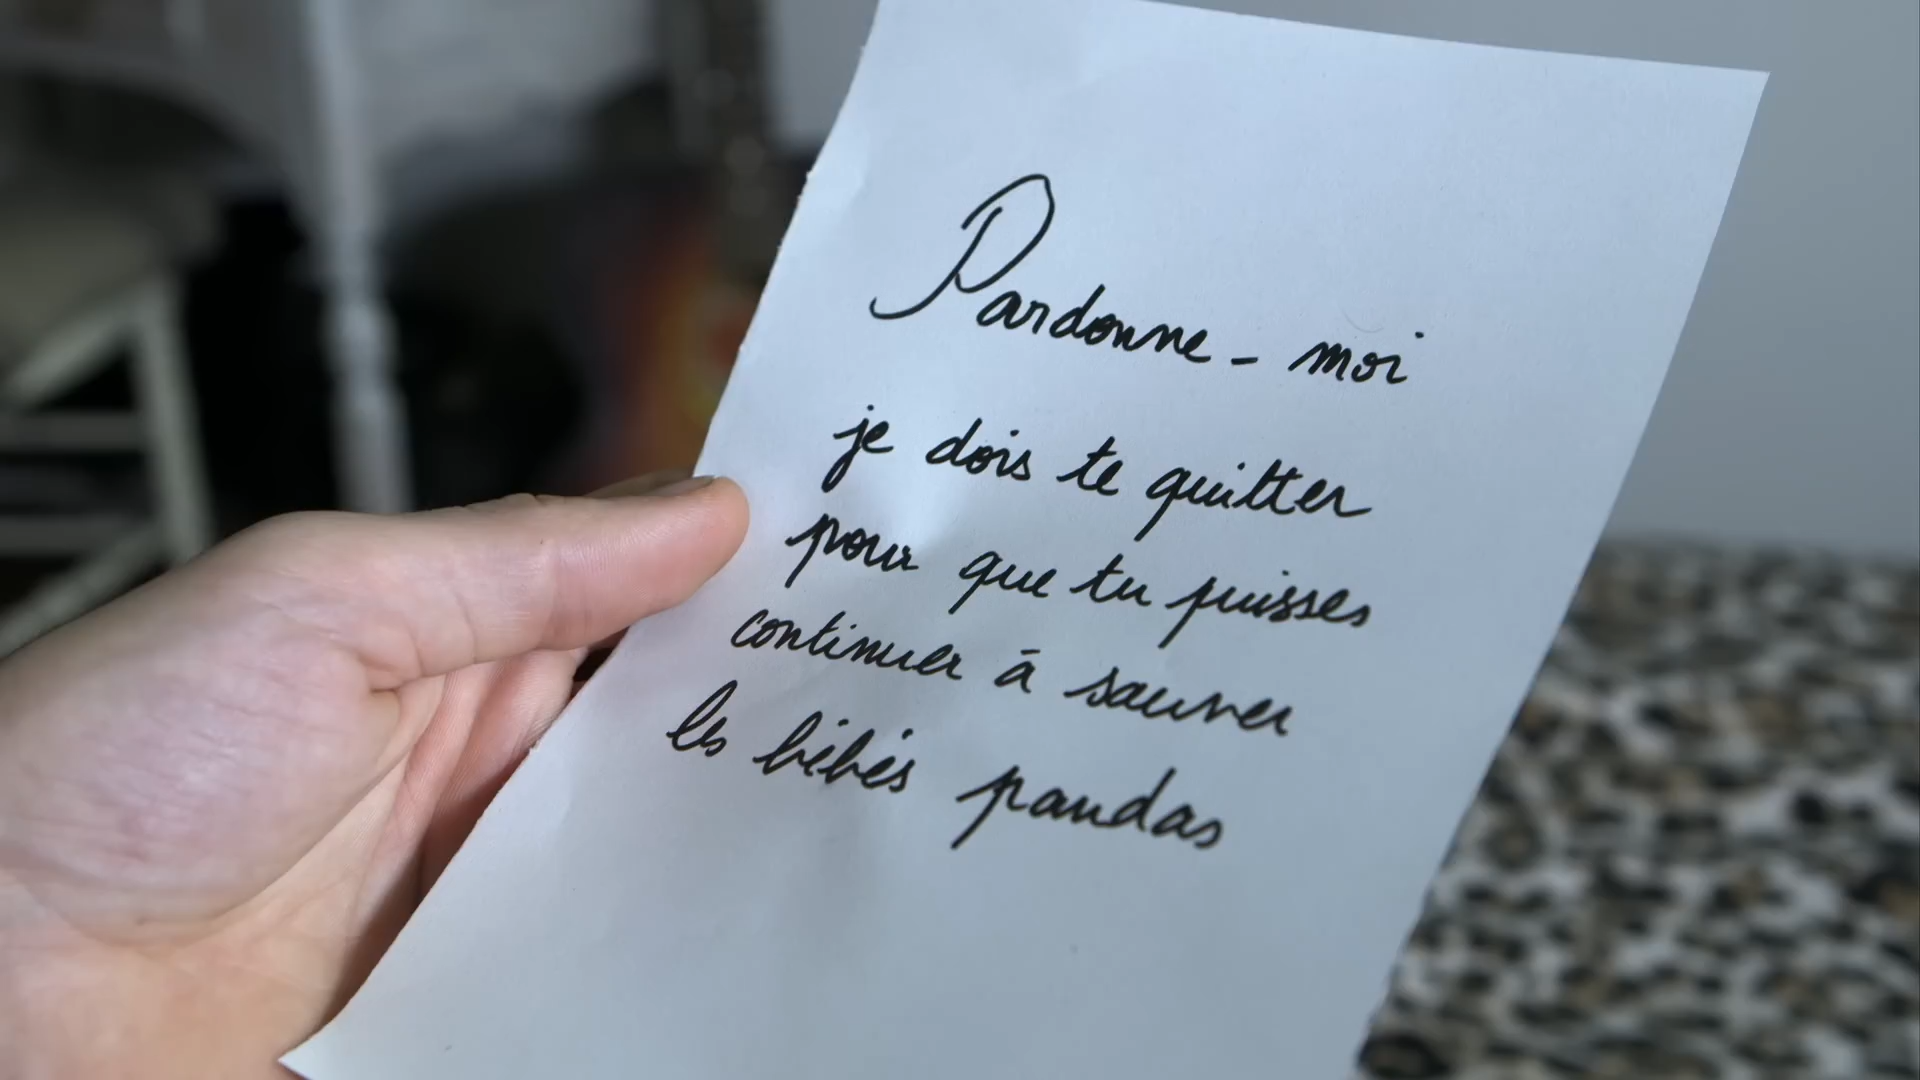 Pardonne-moi
je dois te quitter
pour que tu puisses
continuer à sauver
les bébés pandas